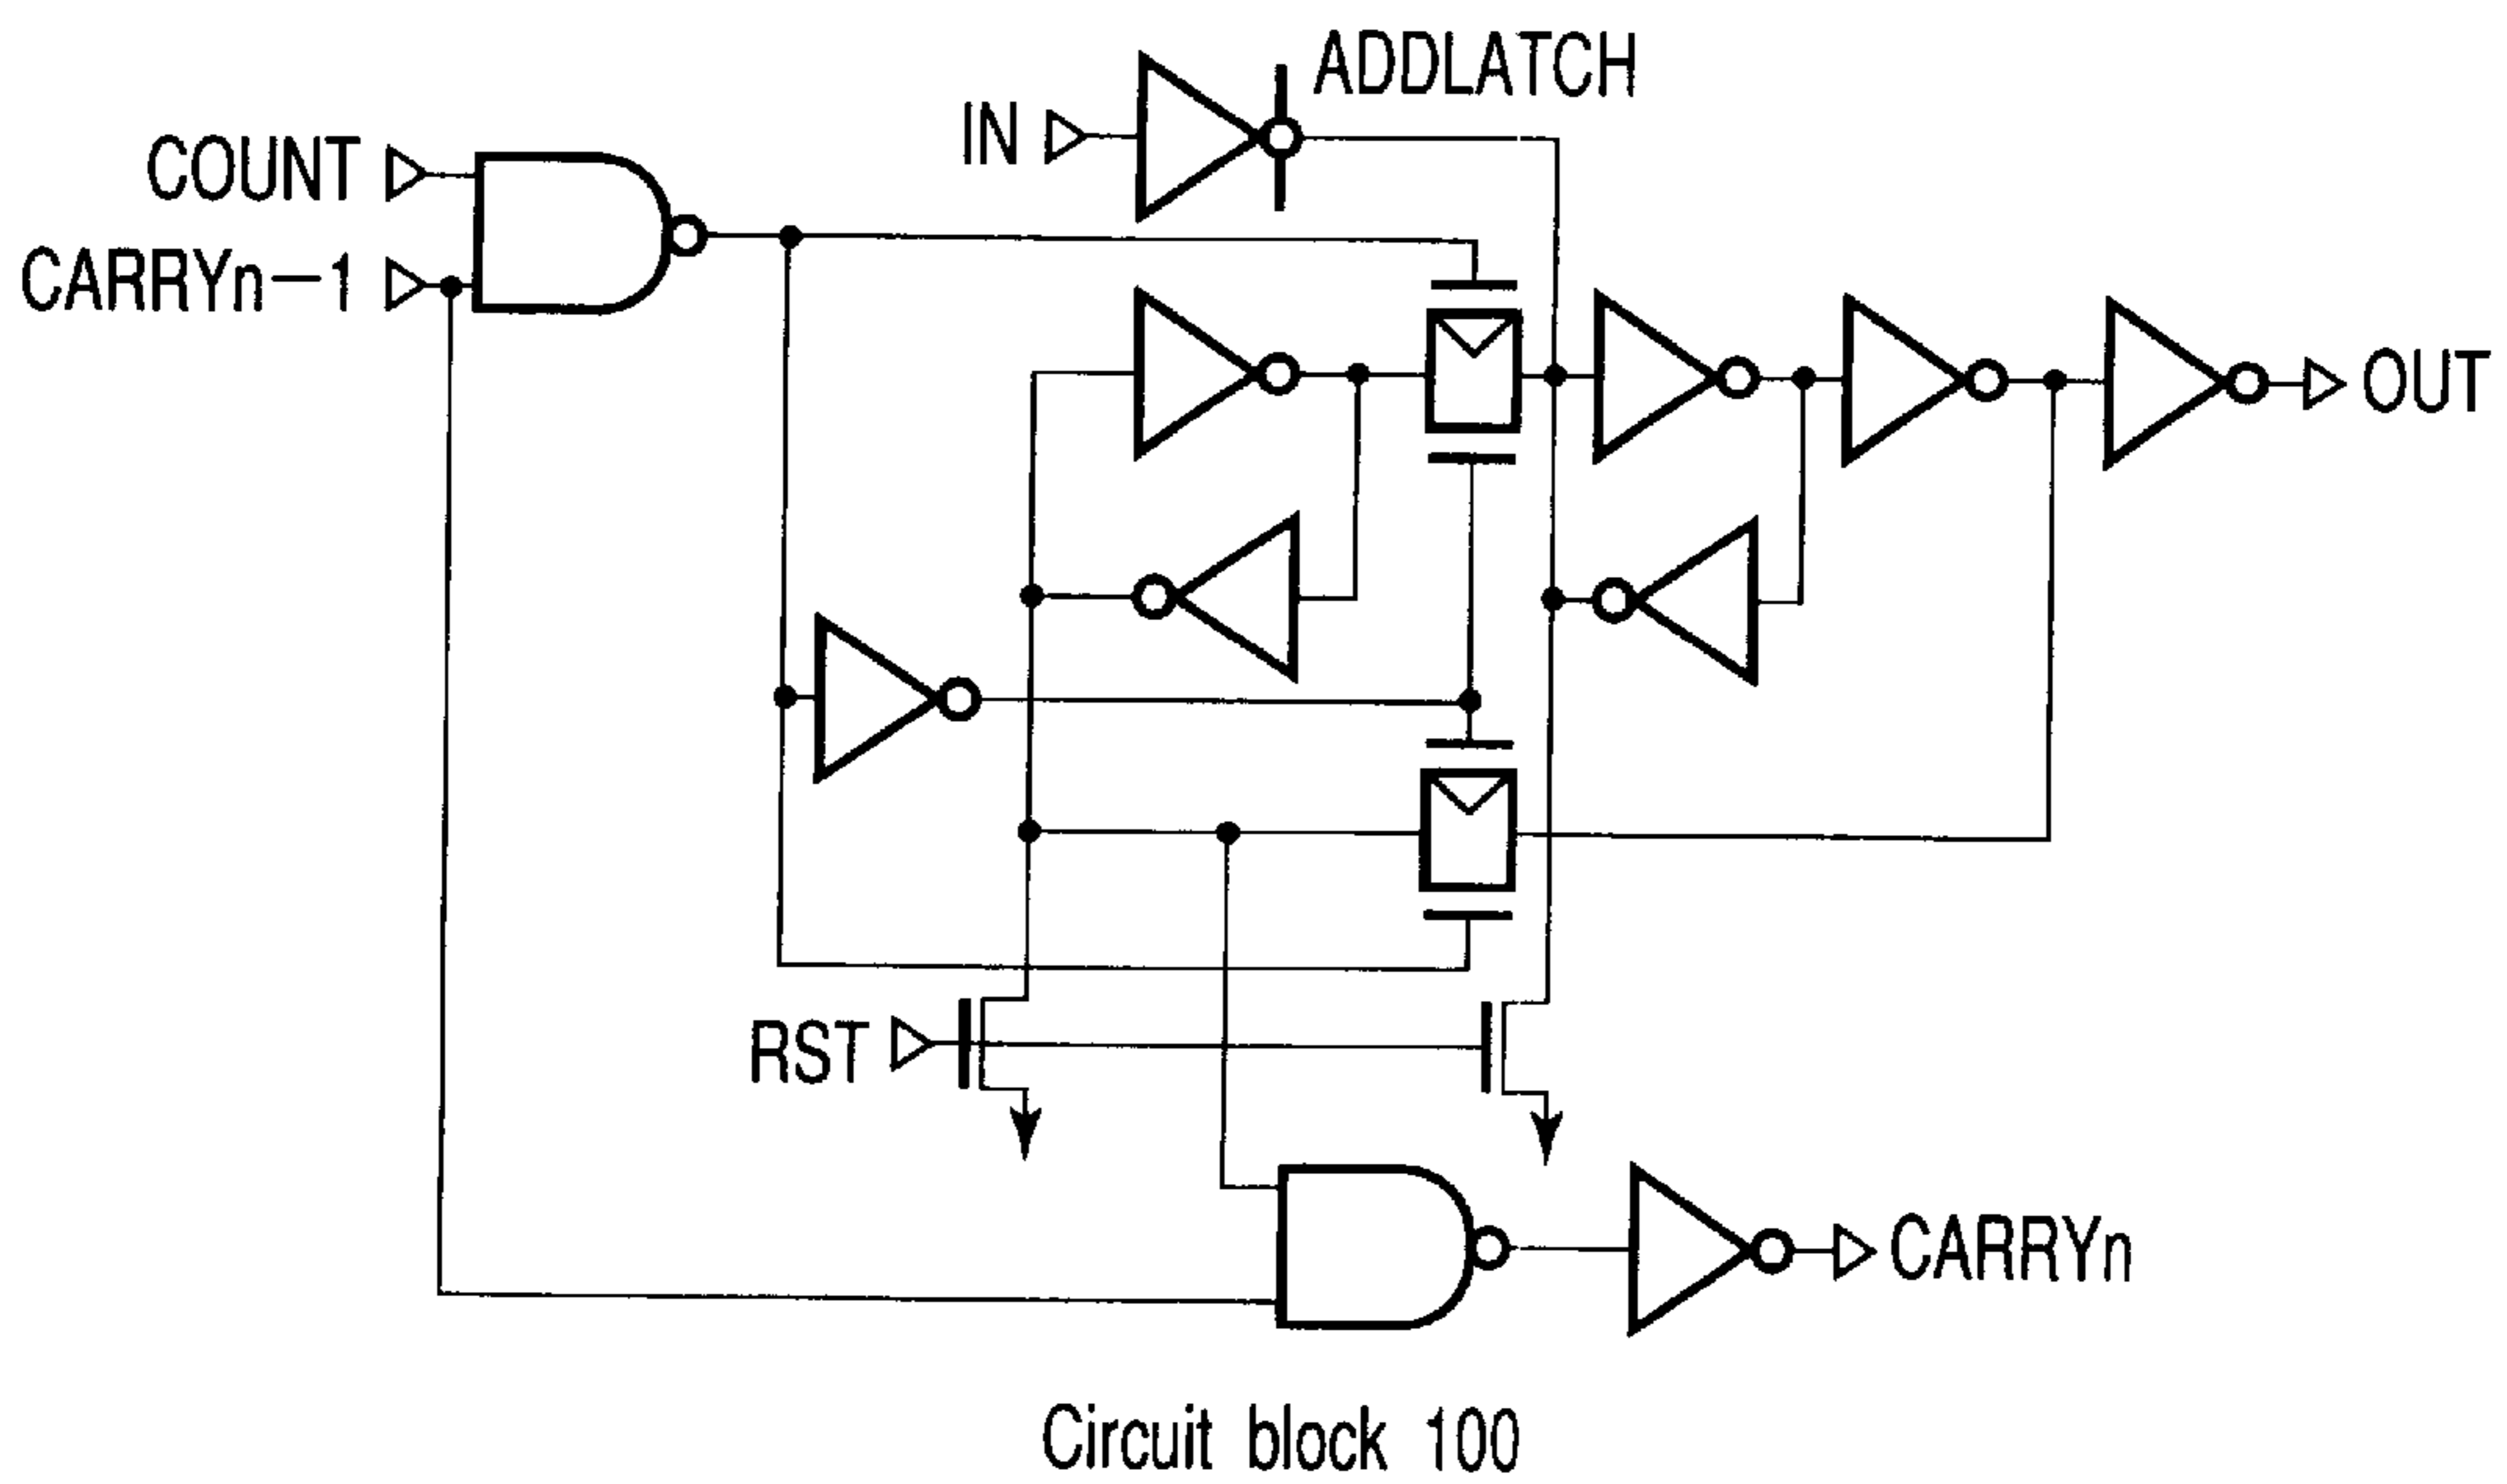 ADDLATCH
IN
COUNT
CARRYn-1
OUT
RST
CARRYn
Circuit block 100